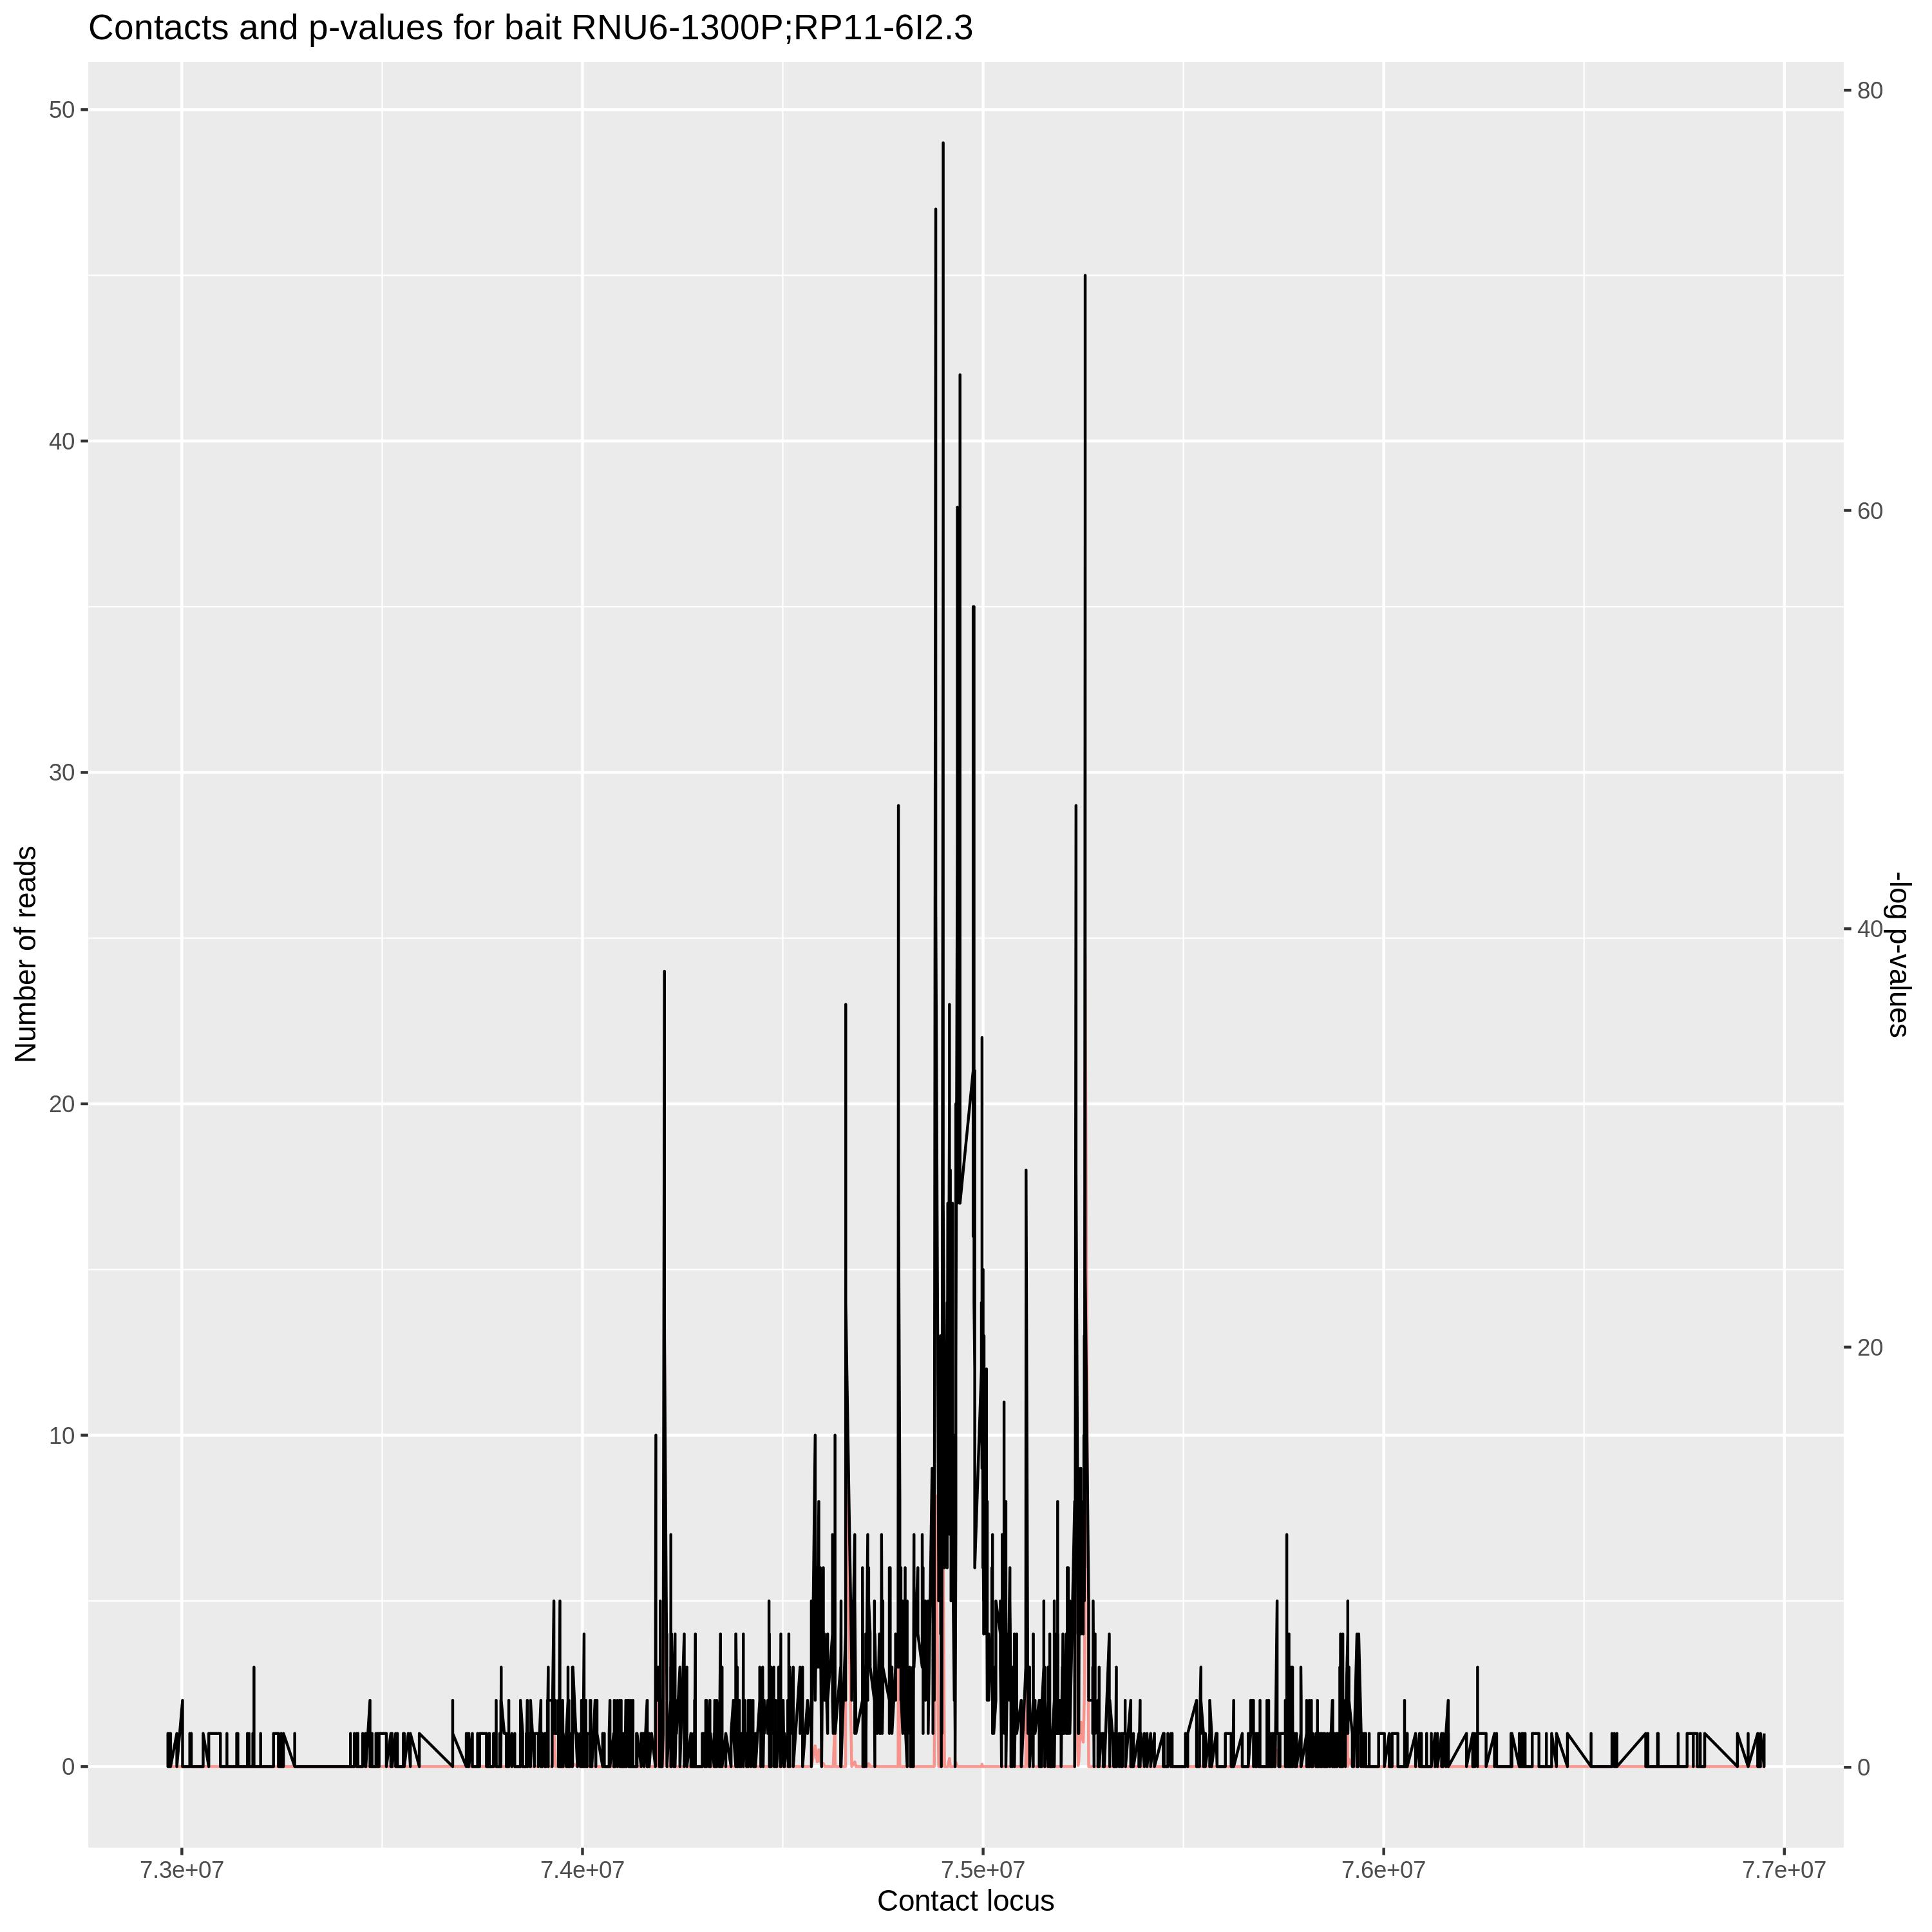 Contacts and p-values for bait RNU6-1300P;RP11-6I2.3
50
40
30
20
10
0
Number of reads
80
60
40
20
0
-log p-values
7.3e+07 7.4e+07 7.5e+07 7.6e+07 7.7e+07
Contact locus